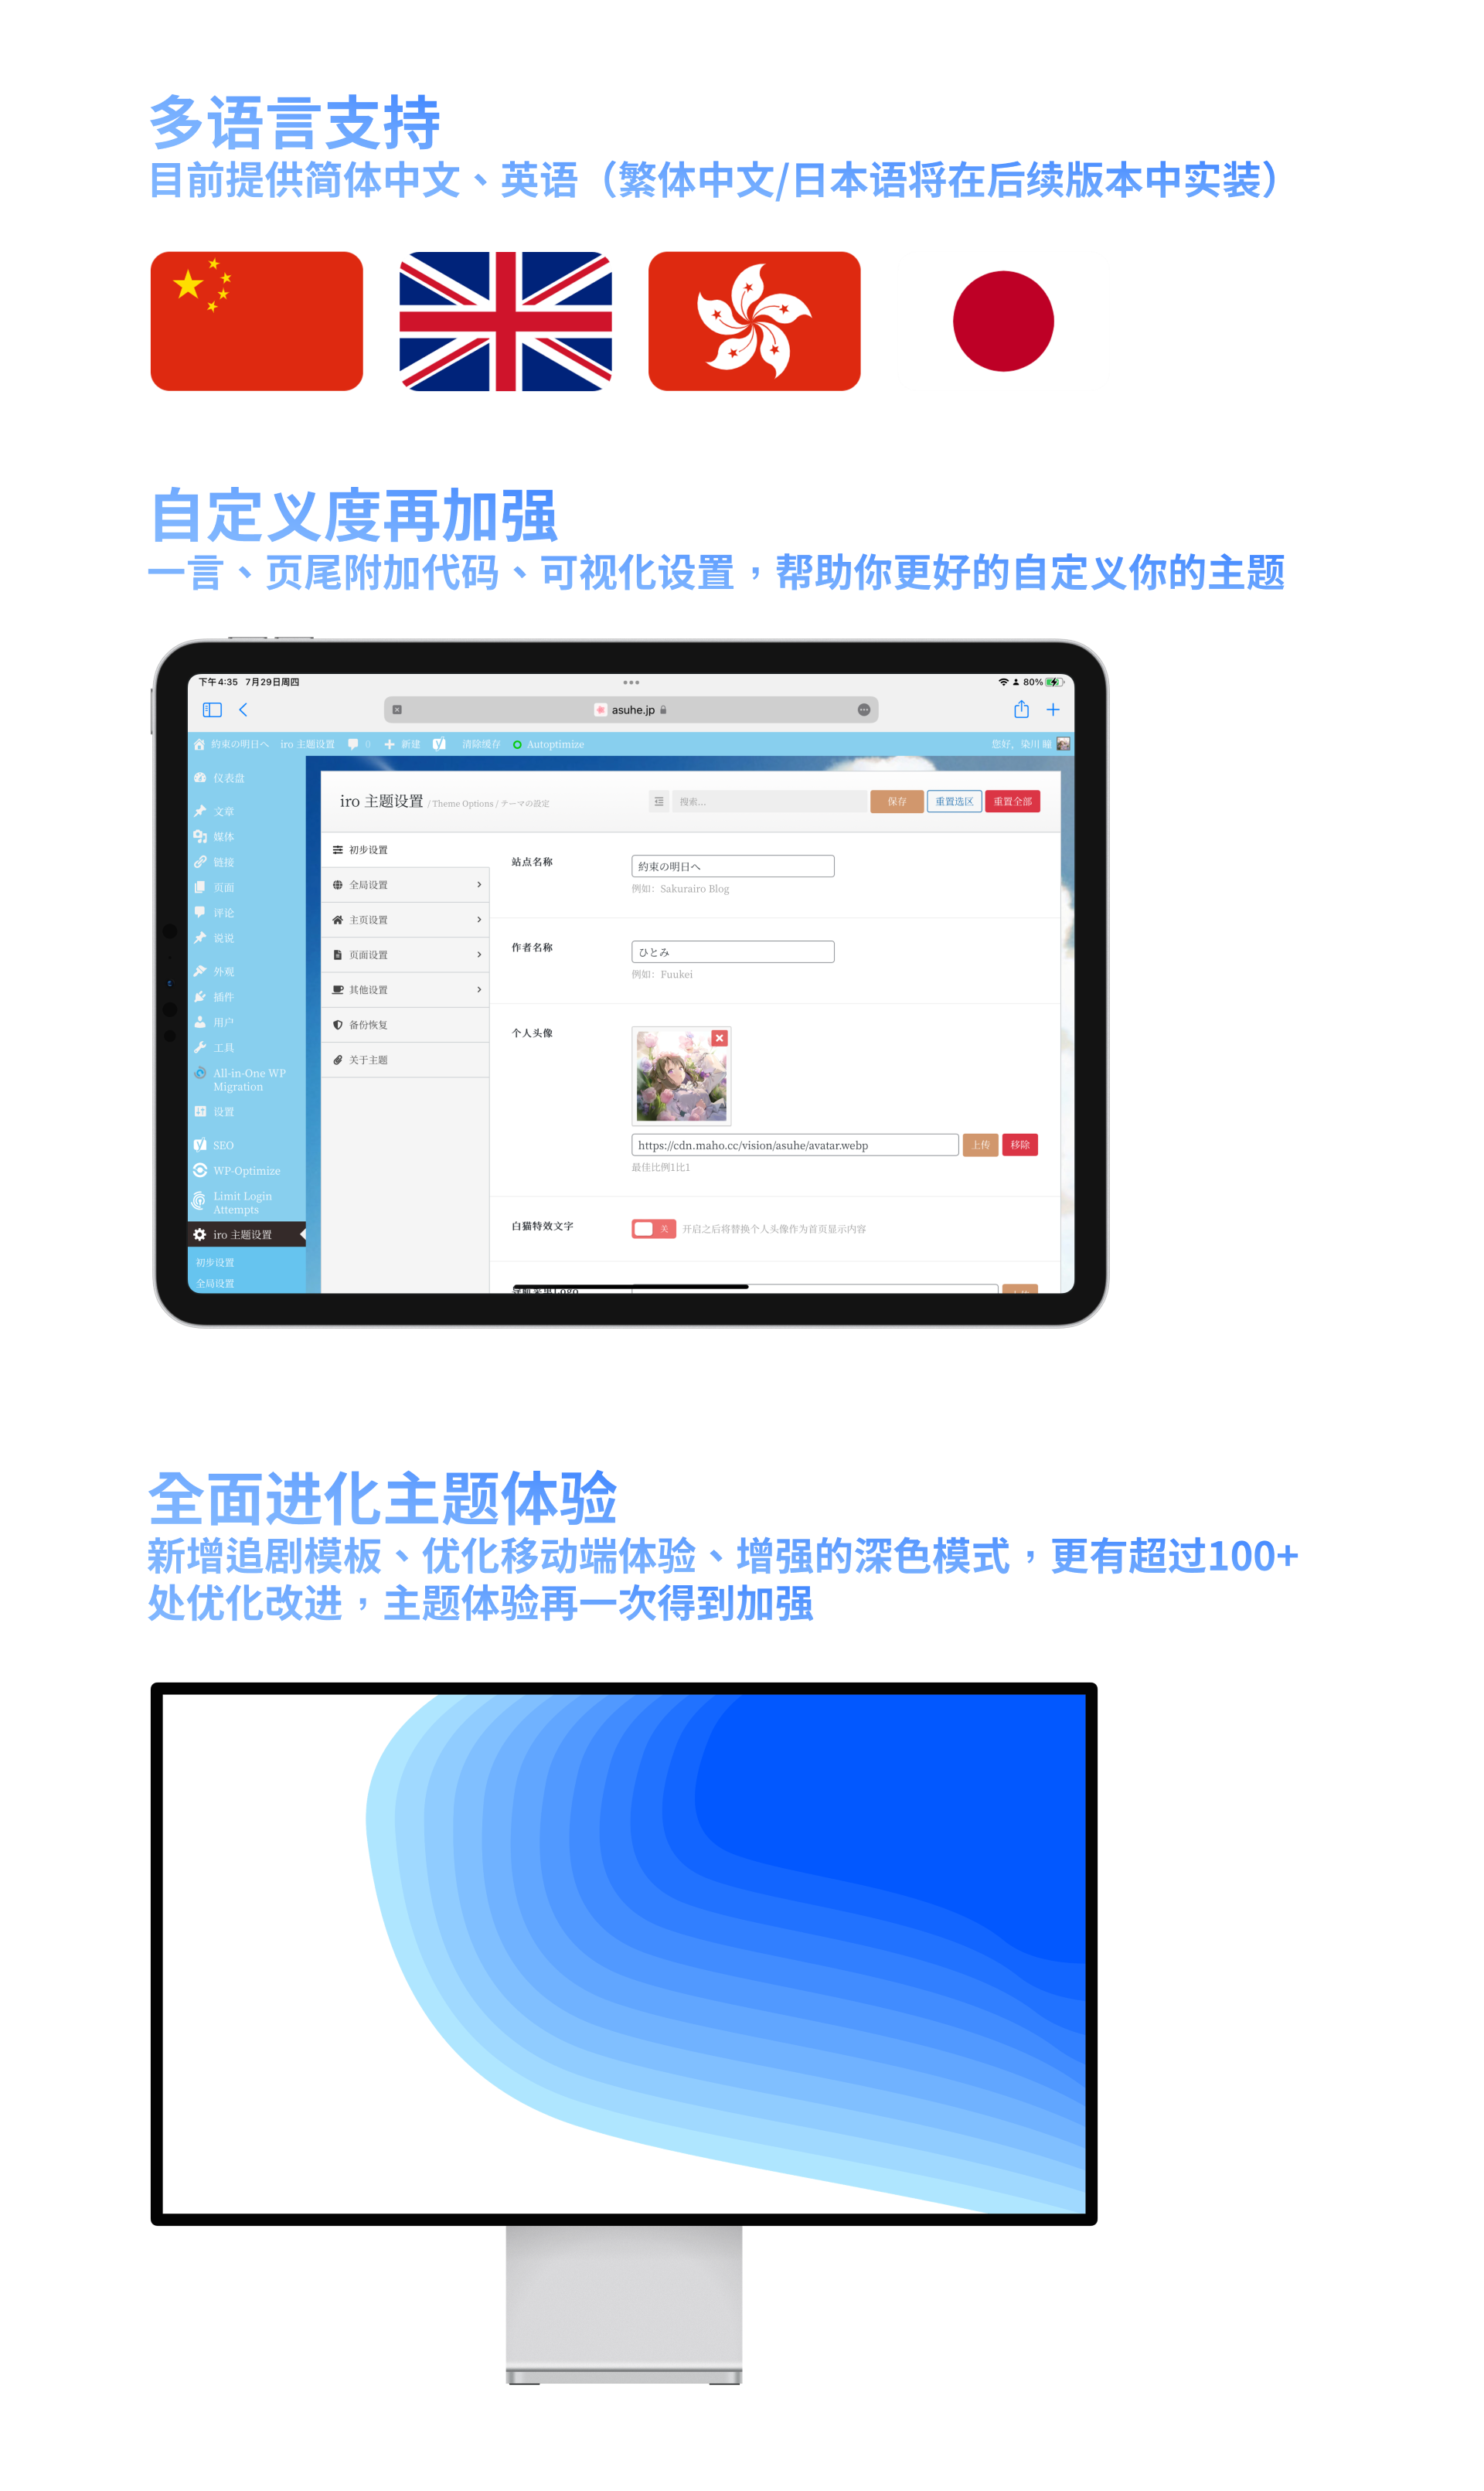 多语言支持
目前提供简体中文、英语（繁体中文/日本语将在后续版本中实装）
自定义度再加强
一言、页尾附加代码、可视化设置，帮助你更好的自定义你的主题
下午4:35 7月29日周四
80%
asuhe.jp
約束の明日へ iro 主题设置 0 新建 清除缓存 Autoptimize
您好，染川 瞳
仪表盘
文章
媒体
链接
页面
评论
说说
外观
插件
用户
工具
All-in-One WP
Migration
设置
SEO
WP-Optimize
Limit Login
Attempts
iro 主题设置
初步设置
全局设置
iro 主题设置 / Theme Options / テーマの設定
搜索...
保存
重置选区
重置全部
初步设置
全局设置
主页设置
页面设置
其他设置
备份恢复
关于主题
站点名称
約束の明日へ
例如：Sakurairo Blog
作者名称
ひとみ
例如：Fuukei
个人头像
https://cdn.maho.cc/vision/asuhe/avatar.webp
上传
移除
最佳比例1比1
白猫特效文字
关
开启之后将替换个人头像作为首页显示内容
全面进化主题体验
新增追剧模板、优化移动端体验、增强的深色模式，更有超过100+
处优化改进，主题体验再一次得到加强